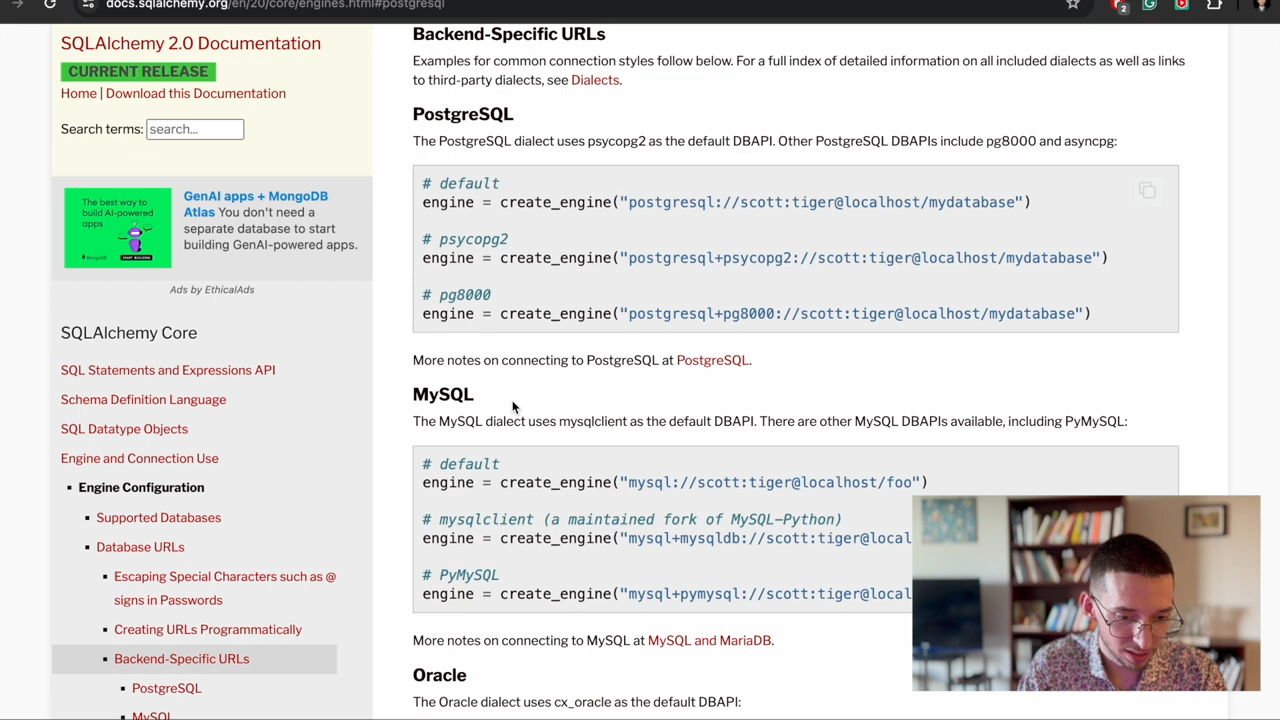 docs.sqlalchemy.org/en/20/core/engines.html#postgresql
2
SQLAlchemy 2.0 Documentation
CURRENT RELEASE
Home | Download this Documentation
Search terms: search...
The best way to
build AI-powered
apps
MongoDB
START BUILDING
GenAI apps + MongoDB
Atlas You don't need a
separate database to start
building GenAI-powered apps.
Ads by EthicalAds
SQLAlchemy Core
SQL Statements and Expressions API
Schema Definition Language
SQL Datatype Objects
Engine and Connection Use
Engine Configuration
Supported Databases
Database URLs
Escaping Special Characters such as @
signs in Passwords
Creating URLs Programmatically
Backend-Specific URLs
PostgreSQL
MySQL
Backend-Specific URLs
Examples for common connection styles follow below. For a full index of detailed information on all included dialects as well as links
to third-party dialects, see Dialects.
PostgreSQL
The PostgreSQL dialect uses psycopg2 as the default DBAPI. Other PostgreSQL DBAPIs include pg8000 and asyncpg:
# default
engine = create_engine("postgresql://scott:tiger@localhost/mydatabase")
# psycopg2
engine = create_engine("postgresql+psycopg2://scott:tiger@localhost/mydatabase")
# pg8000
engine = create_engine("postgresql+pg8000://scott:tiger@localhost/mydatabase")
More notes on connecting to PostgreSQL at PostgreSQL.
MySQL
The MySQL dialect uses mysqlclient as the default DBAPI. There are other MySQL DBAPIs available, including PyMySQL:
# default
engine = create_engine("mysql://scott:tiger@localhost/foo")
# mysqlclient (a maintained fork of MySQL-Python)
engine = create_engine("mysql+mysqldb://scott:tiger@local
# PyMySQL
engine = create_engine("mysql+pymysql://scott:tiger@local
More notes on connecting to MySQL at MySQL and MariaDB.
Oracle
The Oracle dialect uses cx_oracle as the default DBAPI: